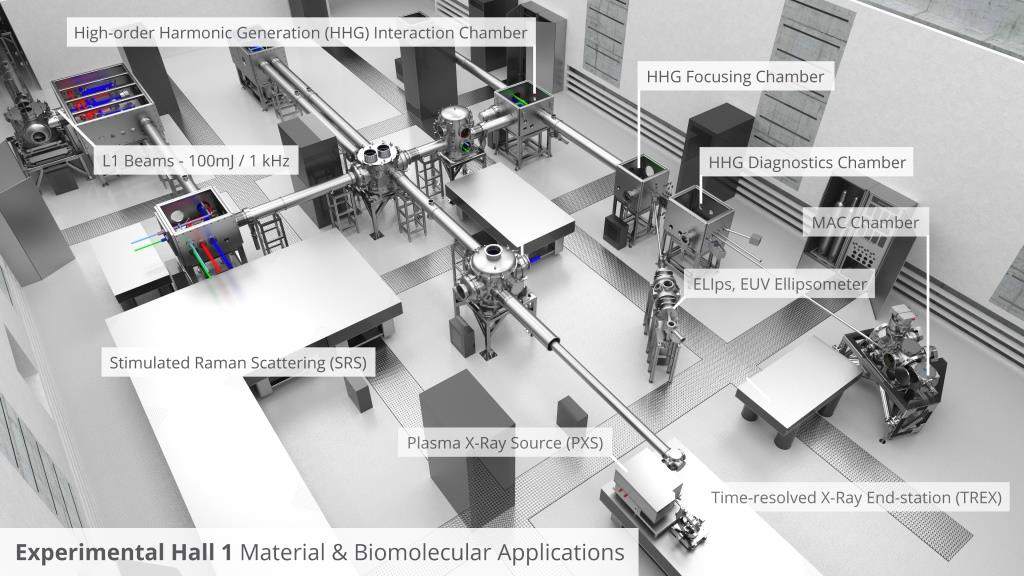 High-order Harmonic Generation (HHG) Interaction Chamber
HHG Focusing Chamber
L1 Beams - 100mJ / 1 kHz
HHG Diagnostics Chamber
MAC Chamber
ELIps, EUV Ellipsometer
Stimulated Raman Scattering (SRS)
Plasma X-Ray Source (PXS)
Time-resolved X-Ray End-station (TREX)
Experimental Hall 1 Material & Biomolecular Applications